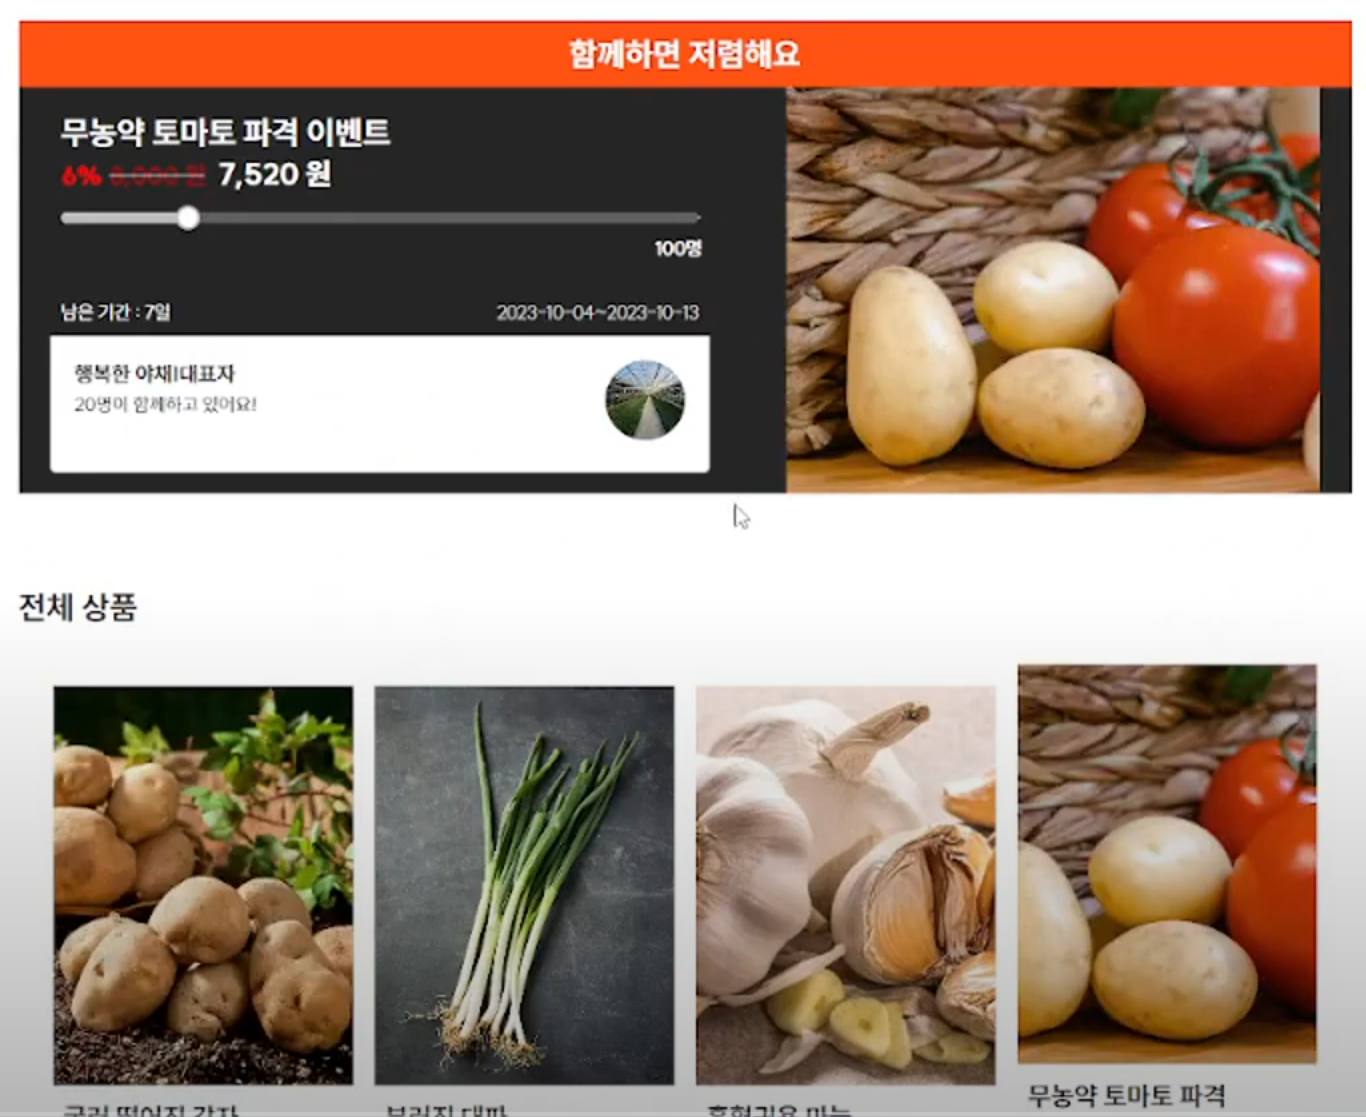 함께하면 저렴해요
무농약 토마토 파격 이벤트
6% 8,000 원 7,520 원
100명
남은 기간 : 7일 2023-10-04~2023-10-13
행복한 야채|대표자
20명이 함께하고 있어요!
전체 상품
무농약 토마토 파격